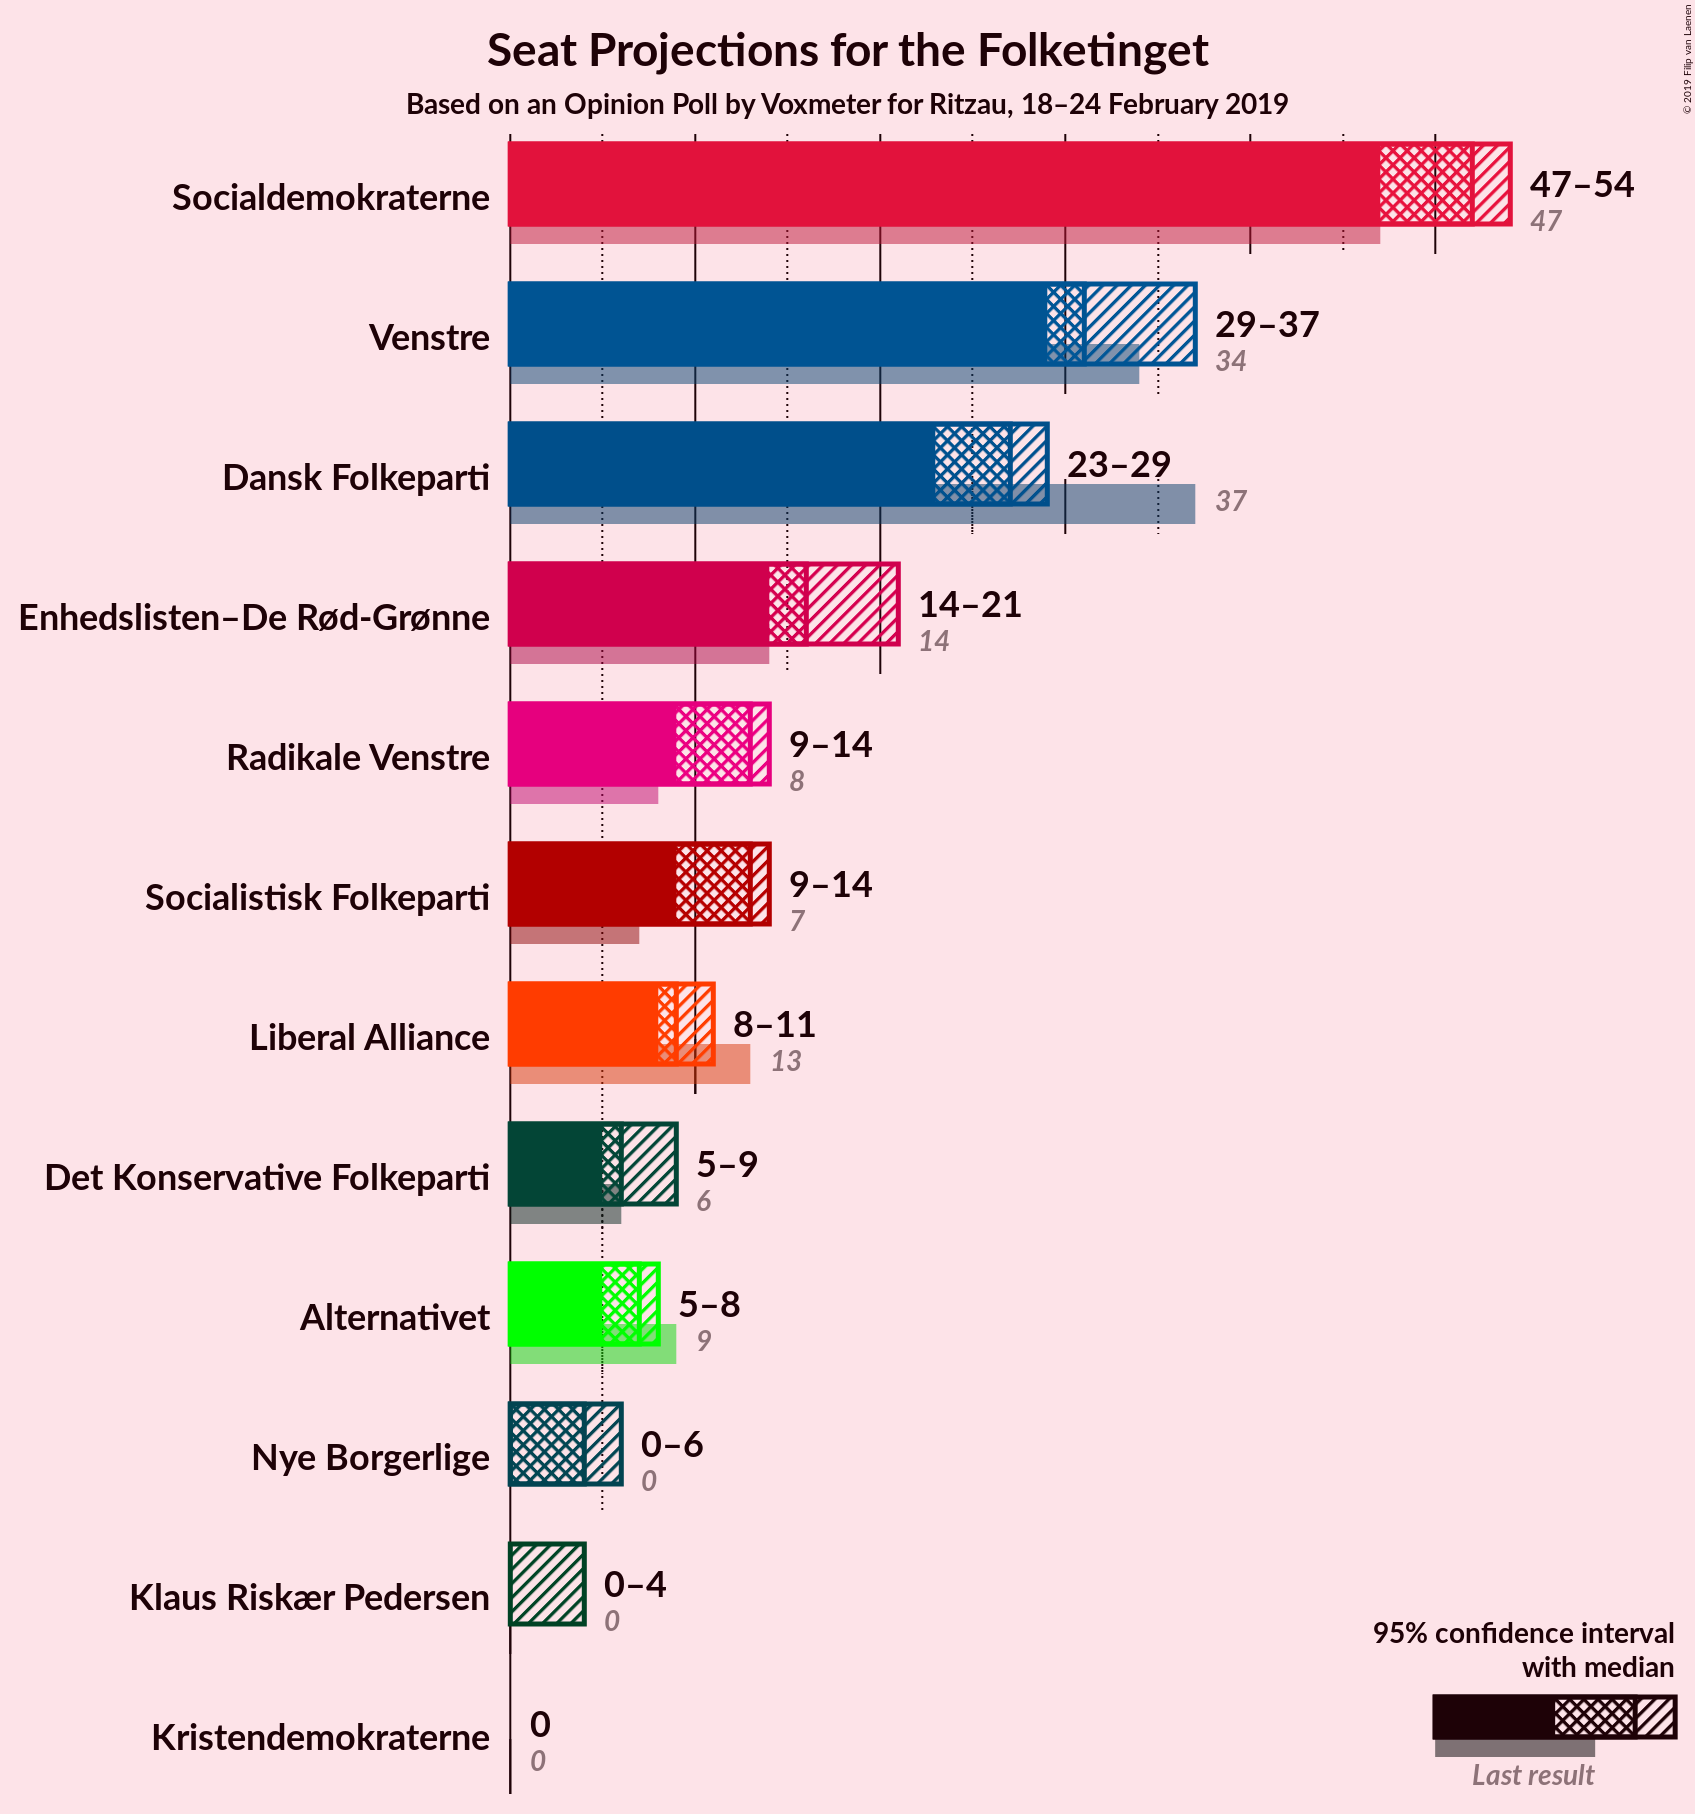 Seat Projections for the Folketinget
Based on an Opinion Poll by Voxmeter for Ritzau, 18–24 February 2019
© 2019 Filip van Laenen
Socialdemokraterne
47–54
47
Venstre
29–37
34
Dansk Folkeparti
23–29
37
Enhedslisten–De Rød-Grønne
14–21
14
Radikale Venstre
9–14
8
Socialistisk Folkeparti
9–14
7
Liberal Alliance
8–11
13
Det Konservative Folkeparti
5–9
6
Alternativet
5–8
9
Nye Borgerlige
0–6
0
Klaus Riskær Pedersen
0–4
0
Kristendemokraterne
0
0
95% confidence interval
with median
Last result